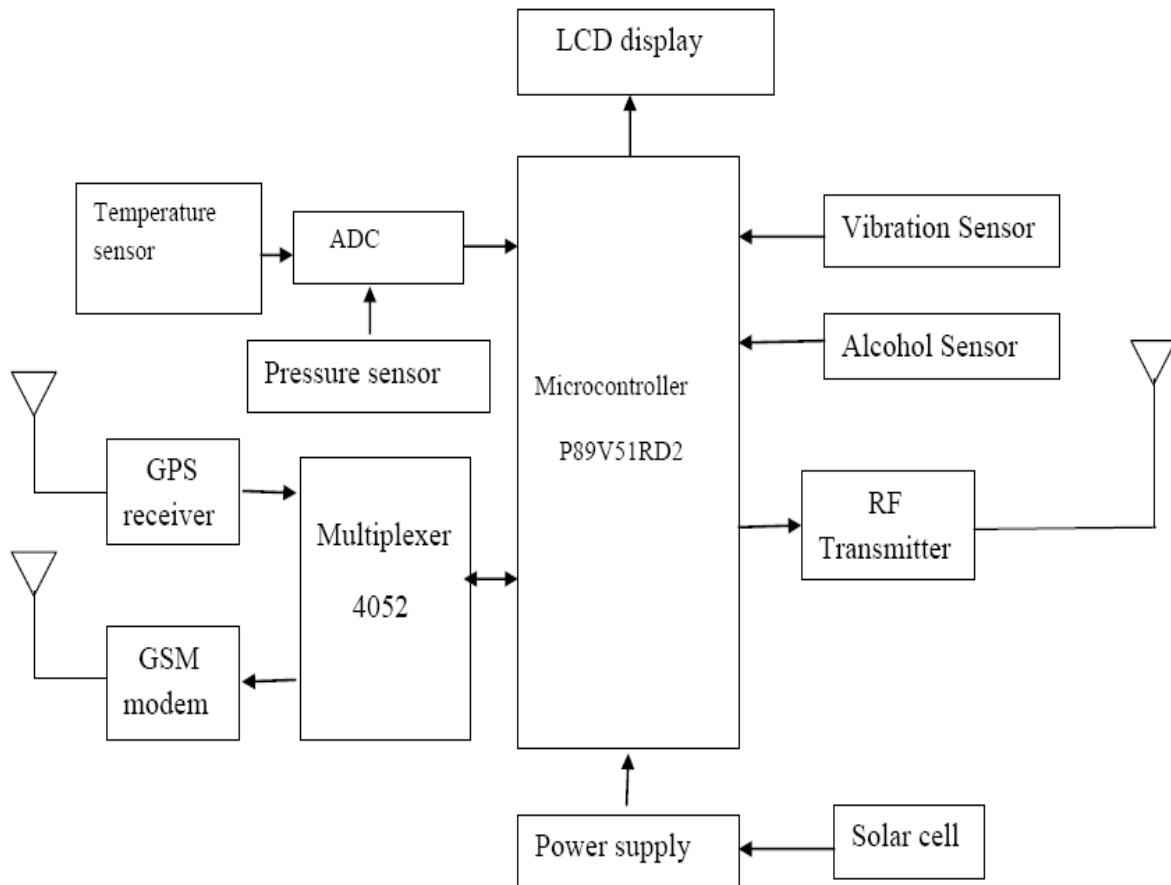 LCD display
Temperature
sensor
ADC
Vibration Sensor
Pressure sensor
Alcohol Sensor
Microcontroller
P89V51RD2
GPS
receiver
Multiplexer
4052
RF
Transmitter
GSM
modem
Power supply
Solar cell